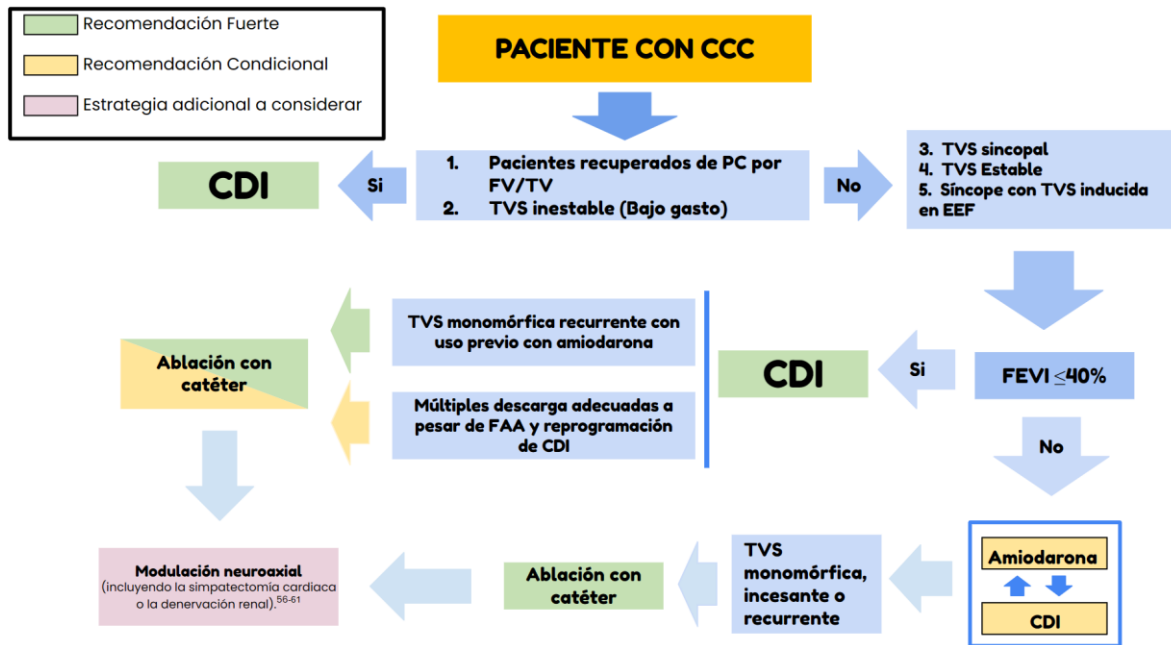 Recomendación Fuerte
Recomendación Condicional
Estrategia adicional a considerar
PACIENTE CON CCC
CDI
Si
1. Pacientes recuperados de PC por
FV/TV
2. TVS inestable (Bajo gasto)
No
3. TVS sincopal
4. TVS Estable
5. Síncope con TVS inducida
en EEF
Ablación con
catéter
TVS monomórfica recurrente con
uso previo con amiodarona
Múltiples descarga adecuadas a
pesar de FAA y reprogramación
de CDI
CDI
Si
FEVI ≤40%
No
Modulación neuroaxial
(incluyendo la simpatectomía cardiaca
o la denervación renal).56-61
Ablación con
catéter
TVS
monomórfica,
incesante o
recurrente
Amiodarona
CDI